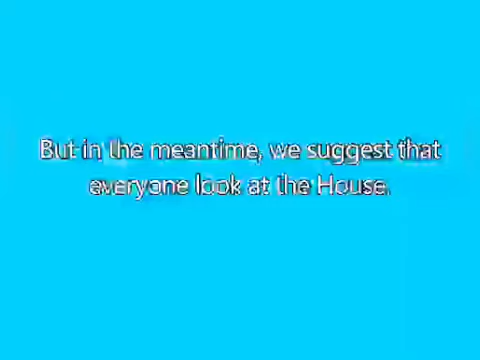 But in the meantime, we suggest that
everyone look at the House.